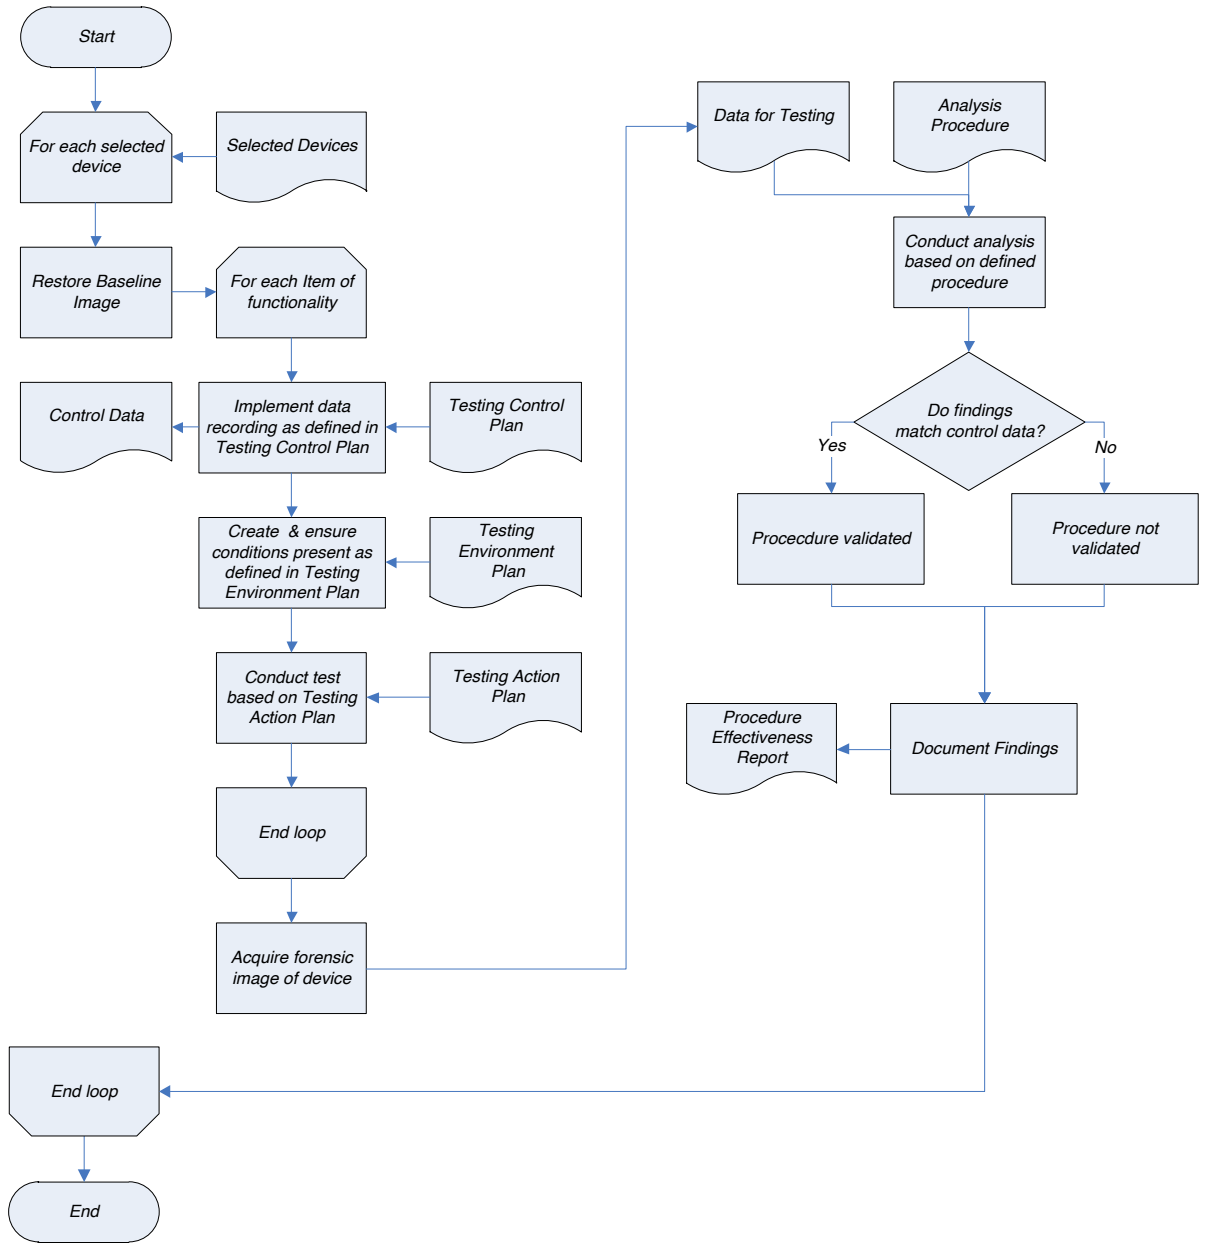 Start
For each selected
device
Selected Devices
Restore Baseline
Image
For each Item of
functionality
Control Data
Implement data
recording as defined in
Testing Control Plan
Testing Control
Plan
Create & ensure
conditions present as
defined in Testing
Environment Plan
Testing
Environment
Plan
Conduct test
based on Testing
Action Plan
Testing Action
Plan
End loop
Acquire forensic
image of device
Data for Testing
Analysis
Procedure
Conduct analysis
based on defined
procedure
Do findings
match control data?
Yes
No
Procecdure validated
Procedure not
validated
Procedure
Effectiveness
Report
Document Findings
End loop
End